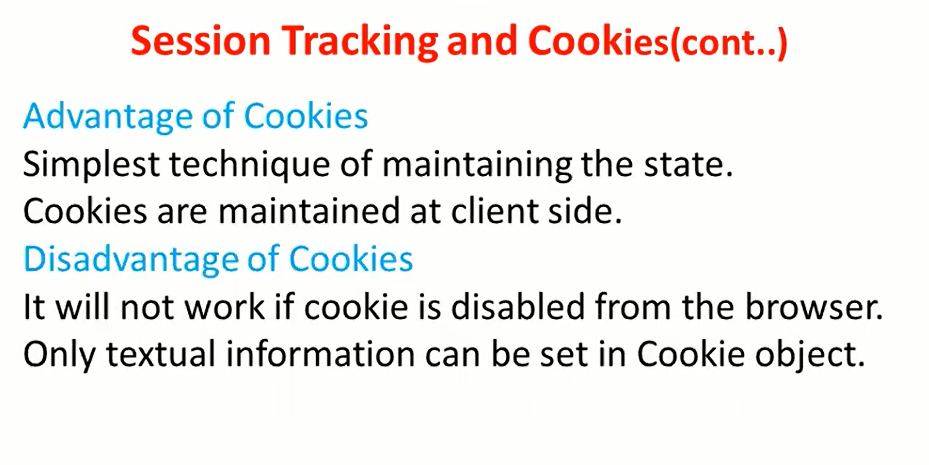 Session Tracking and Cookies(cont..)
Advantage of Cookies
Simplest technique of maintaining the state.
Cookies are maintained at client side.
Disadvantage of Cookies
It will not work if cookie is disabled from the browser.
Only textual information can be set in Cookie object.